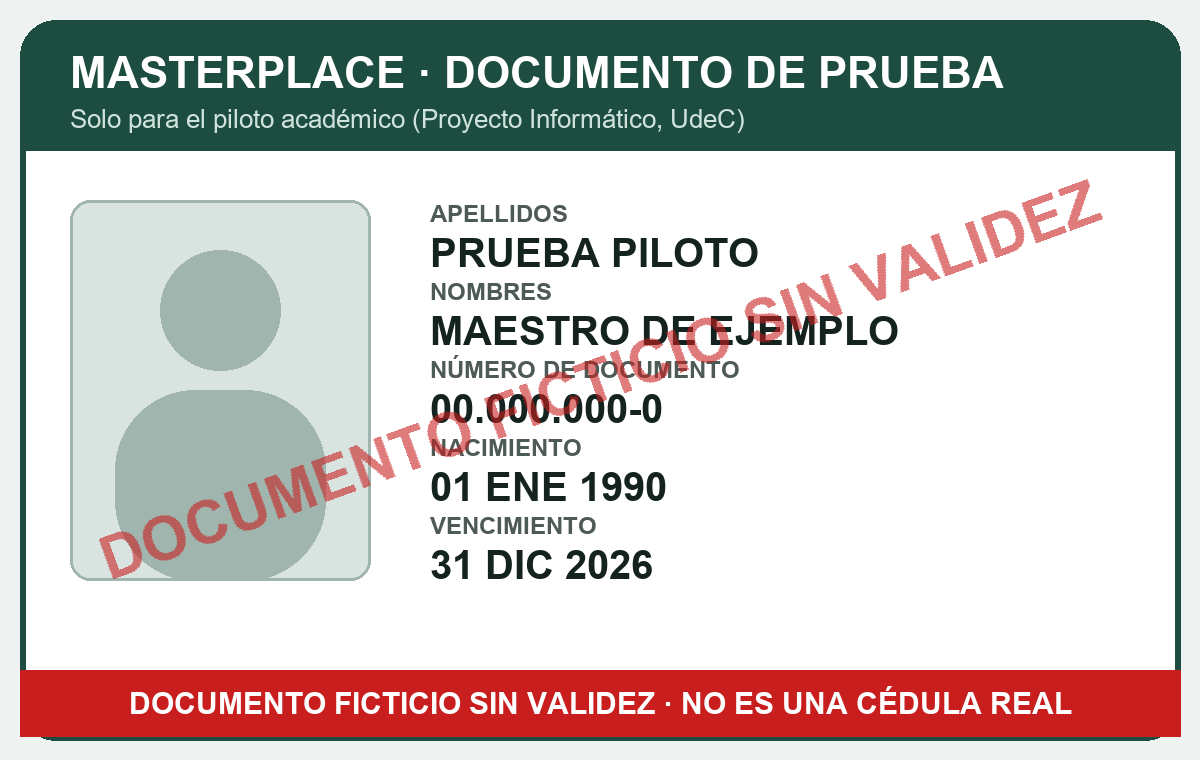 MASTERPLACE · DOCUMENTO DE PRUEBA
Solo para el piloto académico (Proyecto Informático, UdeC)
APELLIDOS
PRUEBA PILOTO
NOMBRES
MAESTRO DE EJEMPLO
NÚMERO DE DOCUMENTO
00.000.000-0
NACIMIENTO
01 ENE 1990
VENCIMIENTO
31 DIC 2026
DOCUMENTO FICTICIO SIN VALIDEZ
DOCUMENTO FICTICIO SIN VALIDEZ · NO ES UNA CÉDULA REAL